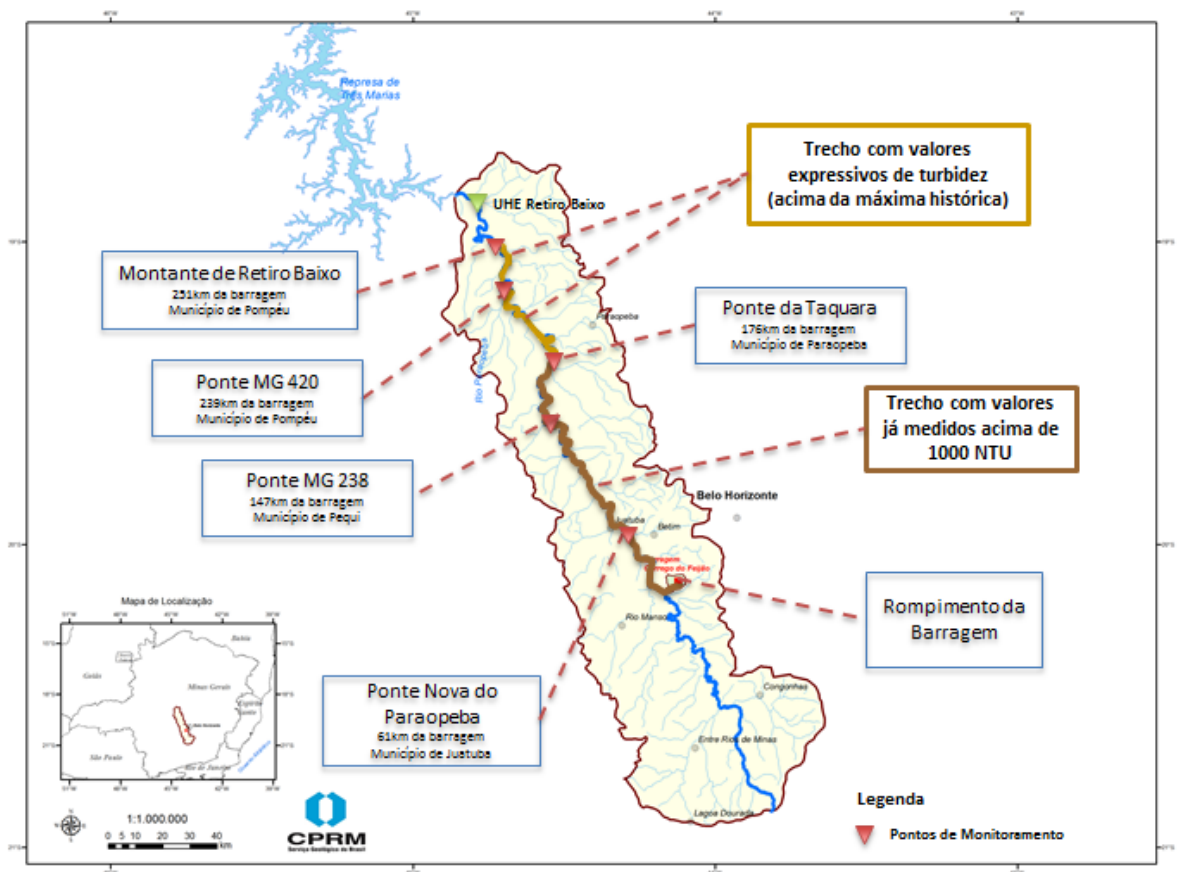 Represa de
Três Marias
Trecho com valores
expressivos de turbidez
(acima da máxima histórica)
UHE Retiro Baixo
Montante de Retiro Baixo
251km da barragem
Município de Pompéu
Ponte da Taquara
176km da barragem
Município de Paraopeba
Paraopeba
Rio Paraopeba
Ponte MG 420
239km da barragem
Município de Pompéu
Trecho com valores
já medidos acima de
1000 NTU
Ponte MG 238
147km da barragem
Município de Pequi
Belo Horizonte
Juatuba
Betim
Córrego do Feijão
Rompimento da
Barragem
Rio Manso
Mapa de Localização
Bahia
Goiás
Minas Gerais
Espírito
Santo
São Paulo
Rio de Janeiro
Ponte Nova do
Paraopeba
61km da barragem
Município de Juatuba
Congonhas
Entre Rios de Minas
Lagoa Dourada
Legenda
Pontos de Monitoramento
1:1.000.000
0 5 10 20 30 40
km
CPRM
Serviço Geológico do Brasil